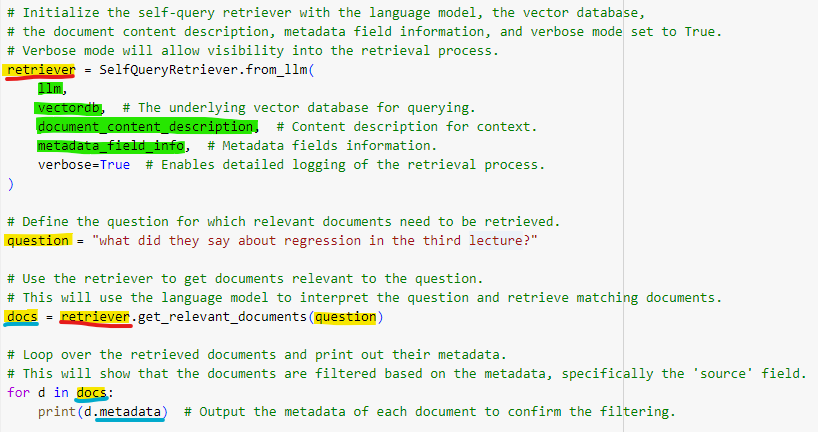 # Initialize the self-query retriever with the language model, the vector database,
# the document content description, metadata field information, and verbose mode set to True.
# Verbose mode will allow visibility into the retrieval process.
retriever = SelfQueryRetriever.from_llm(
    llm,
    vectordb,  # The underlying vector database for querying.
    document_content_description,  # Content description for context.
    metadata_field_info,  # Metadata fields information.
    verbose=True  # Enables detailed logging of the retrieval process.
)
# Define the question for which relevant documents need to be retrieved.
question = "what did they say about regression in the third lecture?"
# Use the retriever to get documents relevant to the question.
# This will use the language model to interpret the question and retrieve matching documents.
docs = retriever.get_relevant_documents(question)
# Loop over the retrieved documents and print out their metadata.
# This will show that the documents are filtered based on the metadata, specifically the 'source' field.
for d in docs:
    print(d.metadata)  # Output the metadata of each document to confirm the filtering.